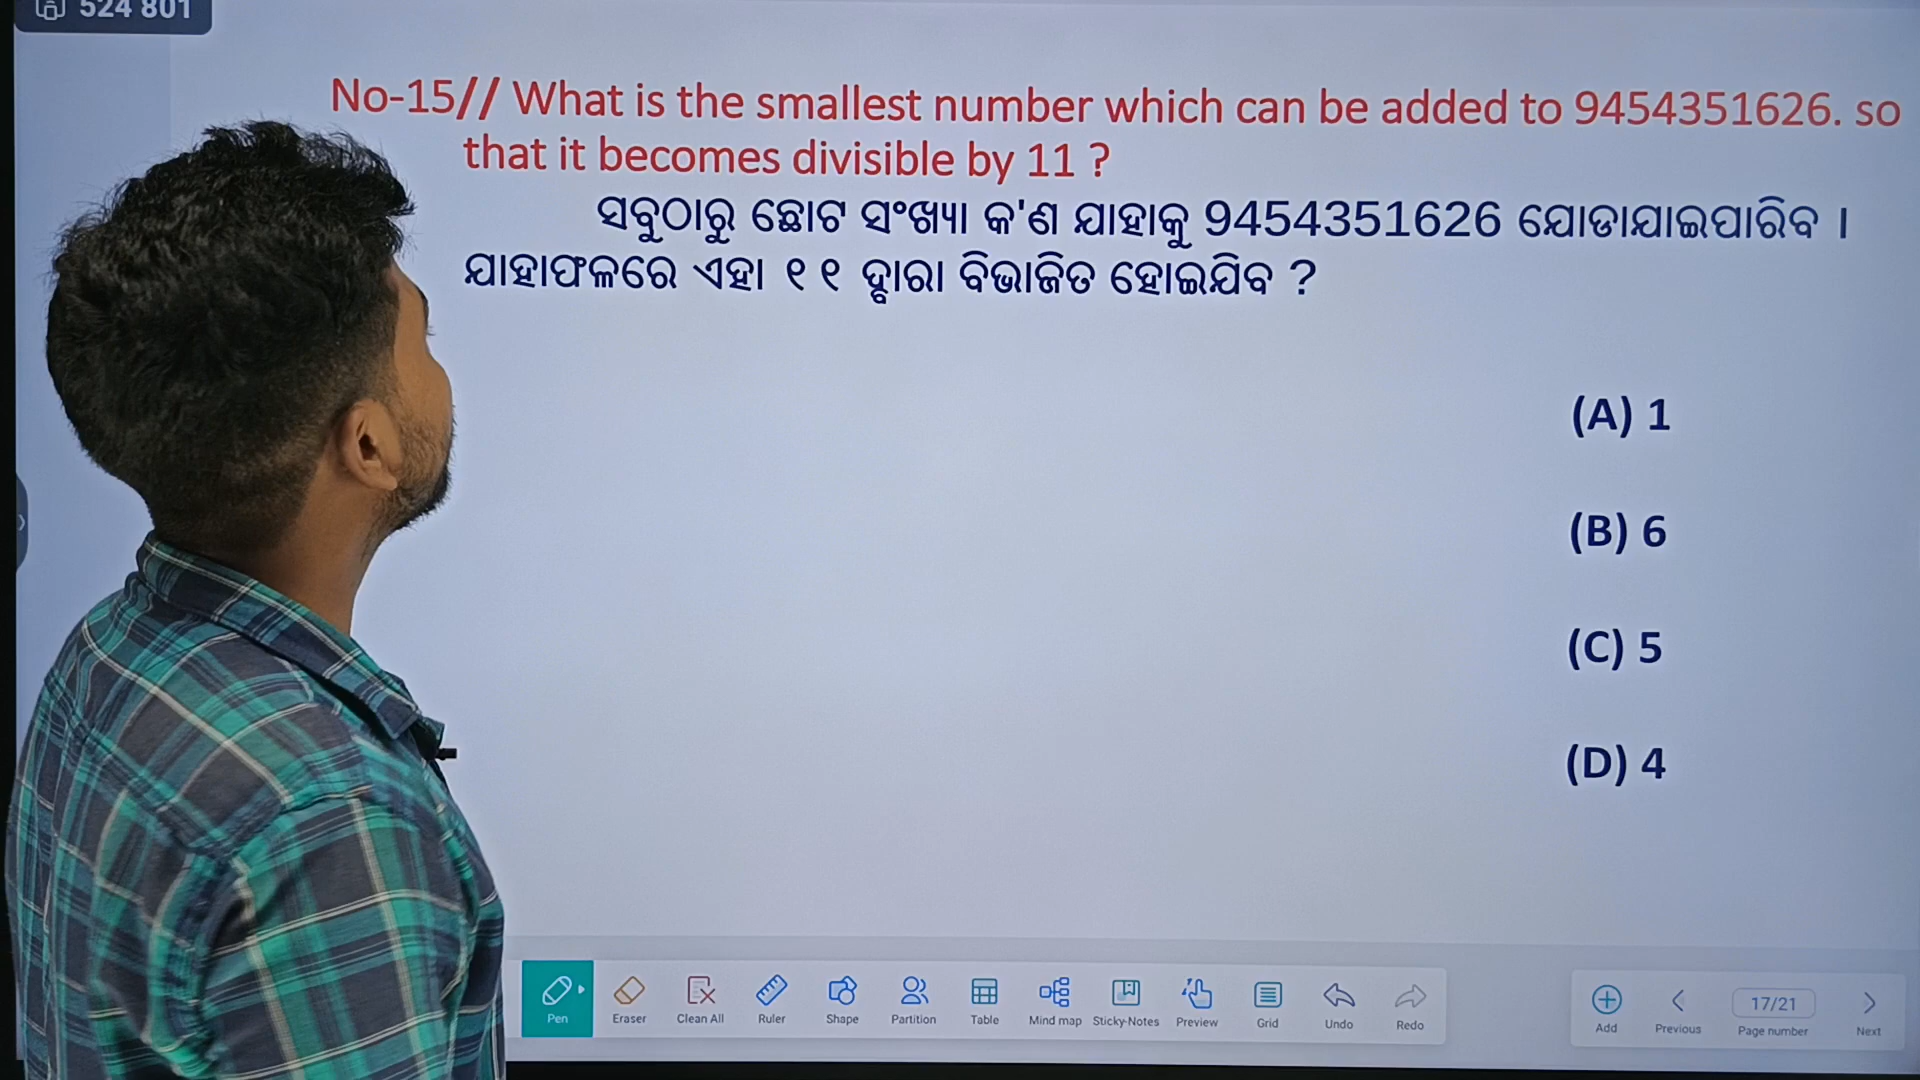 524 801
No-15// What is the smallest number which can be added to 9454351626. so
that it becomes divisible by 11 ?
ସବୁଠାରୁ ଛୋଟ ସଂଖ୍ୟା କ'ଣ ଯାହାକୁ 9454351626 ଯୋଡାଯାଇପାରିବ ।
ଯାହାଫଳରେ ଏହା ୧ ୧ ଦ୍ବାରା ବିଭାଜିତ ହୋଇଯିବ ?
(A) 1
(B) 6
(C) 5
(D) 4
Pen Eraser Clean All Ruler Shape Partition Table Mind map Sticky-Notes Preview Grid Undo Redo Add Previous 17/21 Page number Next